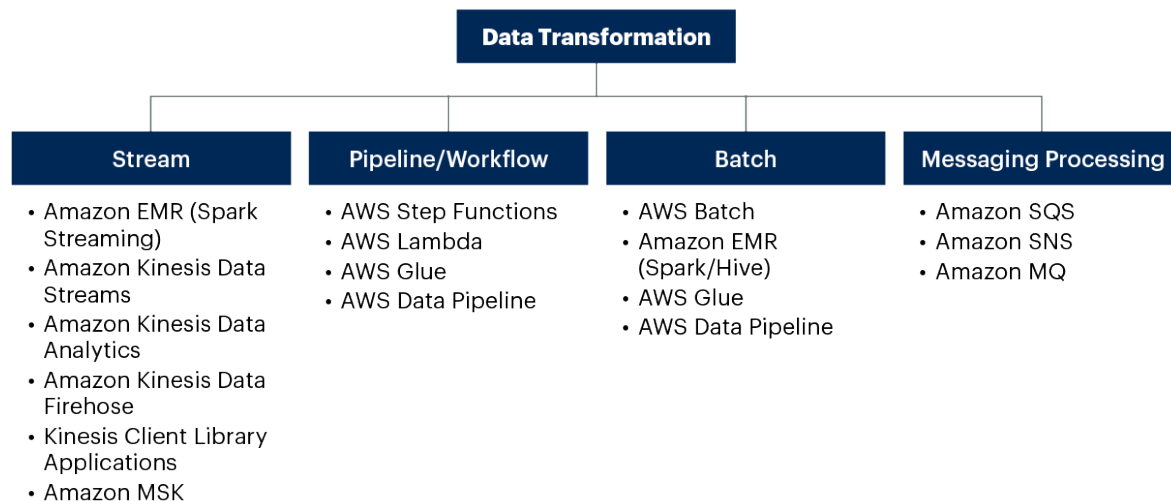 Data Transformation
Stream
• Amazon EMR (Spark
Streaming)
• Amazon Kinesis Data
Streams
• Amazon Kinesis Data
Analytics
• Amazon Kinesis Data
Firehose
• Kinesis Client Library
Applications
• Amazon MSK
Pipeline/Workflow
• AWS Step Functions
• AWS Lambda
• AWS Glue
• AWS Data Pipeline
Batch
• AWS Batch
• Amazon EMR
(Spark/Hive)
• AWS Glue
• AWS Data Pipeline
Messaging Processing
• Amazon SQS
• Amazon SNS
• Amazon MQ